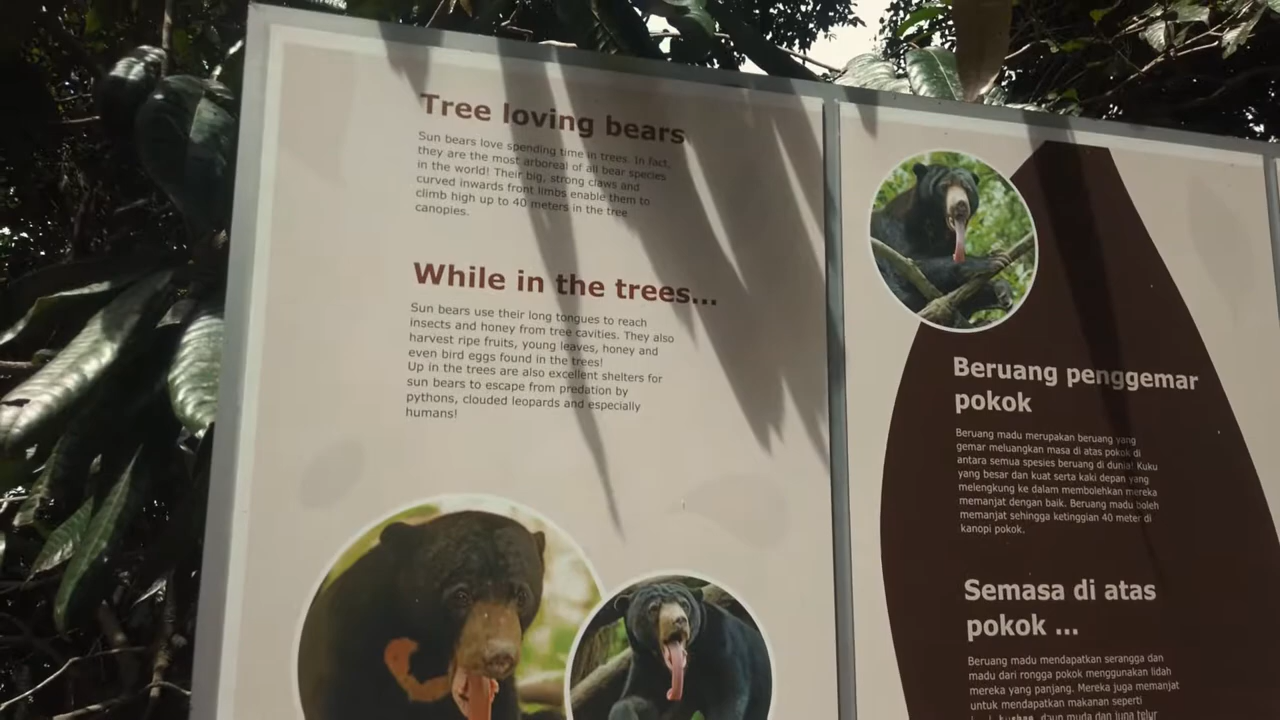 Tree loving bears
Sun bears love spending time in trees. In fact,
they are the most arboreal of all bear species
in the world! Their big, strong claws and
curved inwards front limbs enable them to
climb high up to 40 meters in the tree
canopies.
While in the trees...
Sun bears use their long tongues to reach
insects and honey from tree cavities. They also
harvest ripe fruits, young leaves, honey and
even bird eggs found in the trees!
Up in the trees are also excellent shelters for
sun bears to escape from predation by
pythons, clouded leopards and especially
humans!
Beruang penggemar
pokok
Beruang madu merupakan beruang yang
gemar meluangkan masa di atas pokok di
antara semua spesies beruang di dunia! Kuku
yang besar dan kuat serta kaki depan yang
melengkung ke dalam membolehkan mereka
memanjat dengan baik. Beruang madu boleh
memanjat sehingga ketinggian 40 meter di
kanopi pokok.
Semasa di atas
pokok ...
Beruang madu mendapatkan serangga dan
madu dari rongga pokok menggunakan lidah
mereka yang panjang. Mereka juga memanjat
untuk mendapatkan makanan seperti
daun muda dan juga telur